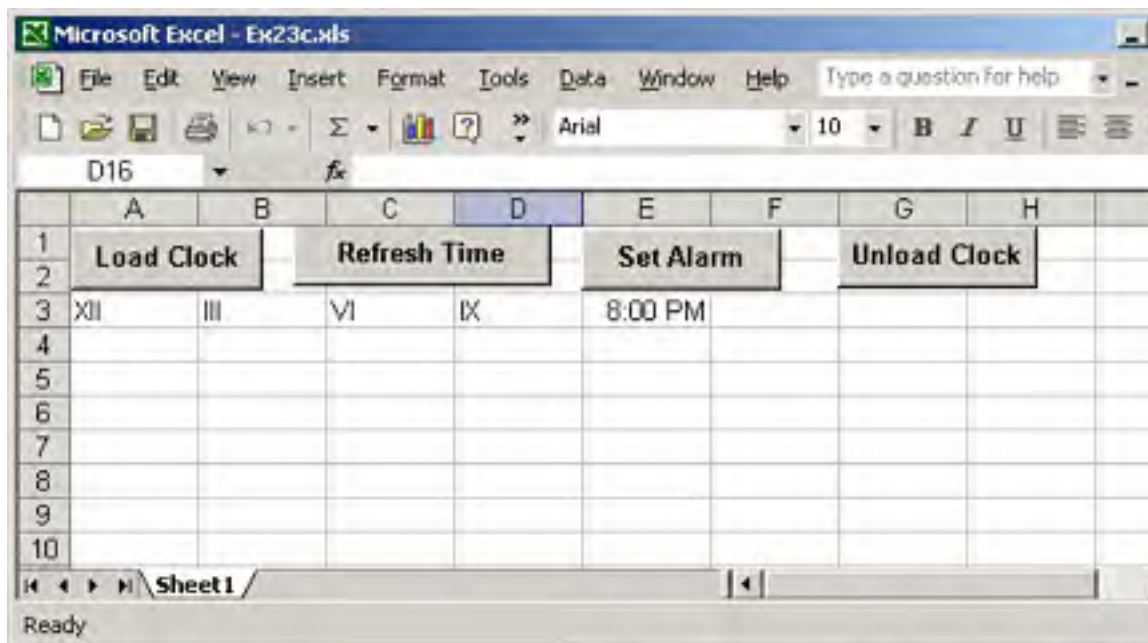 Microsoft Excel - Ex23c.xls
File Edit View Insert Format Tools Data Window Help Type a question for help
Σ ? » Arial 10 B I U
D16 fx
A B C D E F G H
1 Load Clock Refresh Time Set Alarm Unload Clock
2
3 XII III VI IX 8:00 PM
4
5
6
7
8
9
10
Sheet1
Ready